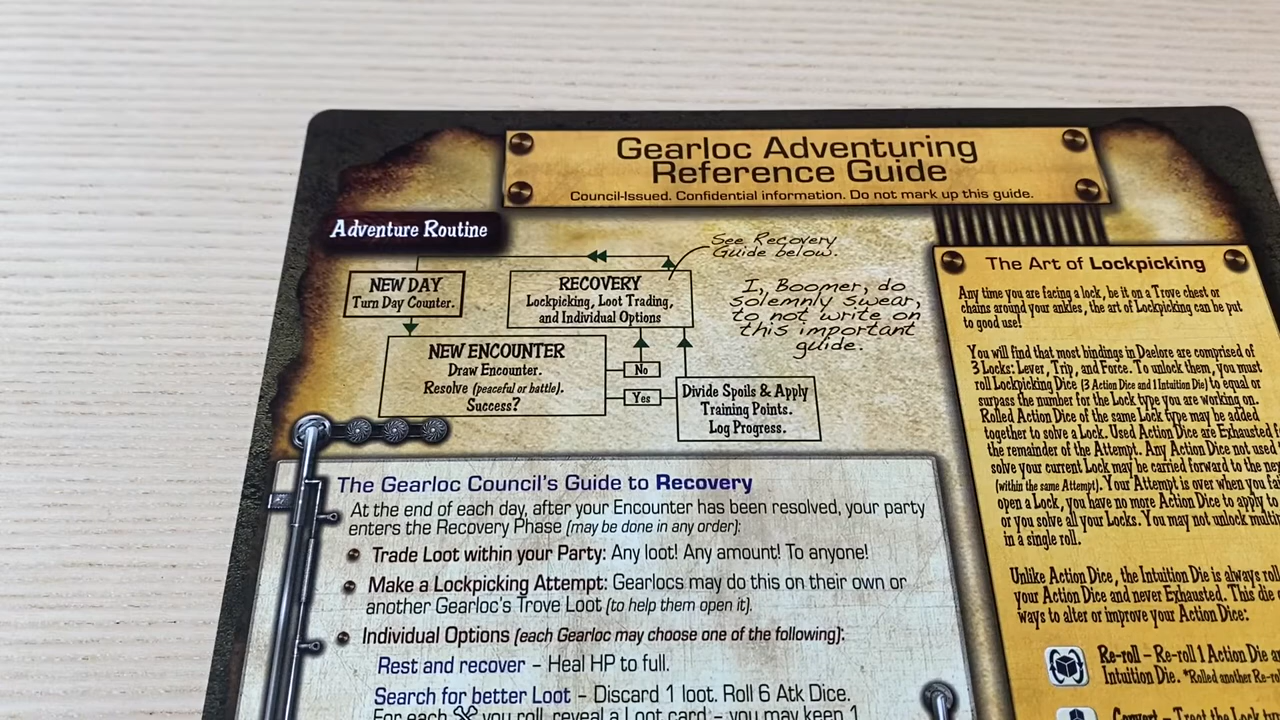 Gearloc Adventuring
Reference Guide
Council-Issued. Confidential information. Do not mark up this guide.
Adventure Routine
See Recovery
Guide below.
NEW DAY
Turn Day Counter.
RECOVERY
Lockpicking, Loot Trading,
and Individual Options
I, Boomer, do
solemnly swear,
to not write on
this important
guide.
NEW ENCOUNTER
Draw Encounter.
Resolve (peaceful or battle).
Success?
No
Yes
Divide Spoils & Apply
Training Points.
Log Progress.
The Gearloc Council's Guide to Recovery
At the end of each day, after your Encounter has been resolved, your party
enters the Recovery Phase (may be done in any order):
Trade Loot within your Party: Any loot! Any amount! To anyone!
Make a Lockpicking Attempt: Gearlocs may do this on their own or
another Gearloc's Trove Loot (to help them open it).
Individual Options (each Gearloc may choose one of the following):
Rest and recover – Heal HP to full.
Search for better Loot – Discard 1 loot. Roll 6 Atk Dice.
For each you roll, reveal a Loot card – you may keep 1
The Art of Lockpicking
Any time you are facing a lock, be it on a Trove chest or
chains around your ankles, the art of Lockpicking can be put
to good use!
You will find that most bindings in Daelore are comprised of
3 Locks: Lever, Trip, and Force. To unlock them, you must
roll Lockpicking Dice (3 Action Dice and 1 Intuition Die) to equal or
surpass the number for the Lock type you are working on.
Rolled Action Dice of the same Lock type may be added
together to solve a Lock. Used Action Dice are Exhausted
the remainder of the Attempt. Any Action Dice not used
solve your current Lock may be carried forward to the
(within the same Attempt). Your Attempt is over when you
open a Lock, you have no more Action Dice to apply to
or you solve all your Locks. You may not unlock
in a single roll.
Unlike Action Dice, the Intuition Die is always
your Action Dice and never Exhausted. This die
ways to alter or improve your Action Dice:
Re-roll – Re-roll 1 Action Die
Intuition Die. *Rolled another
Convert – Treat the Lock